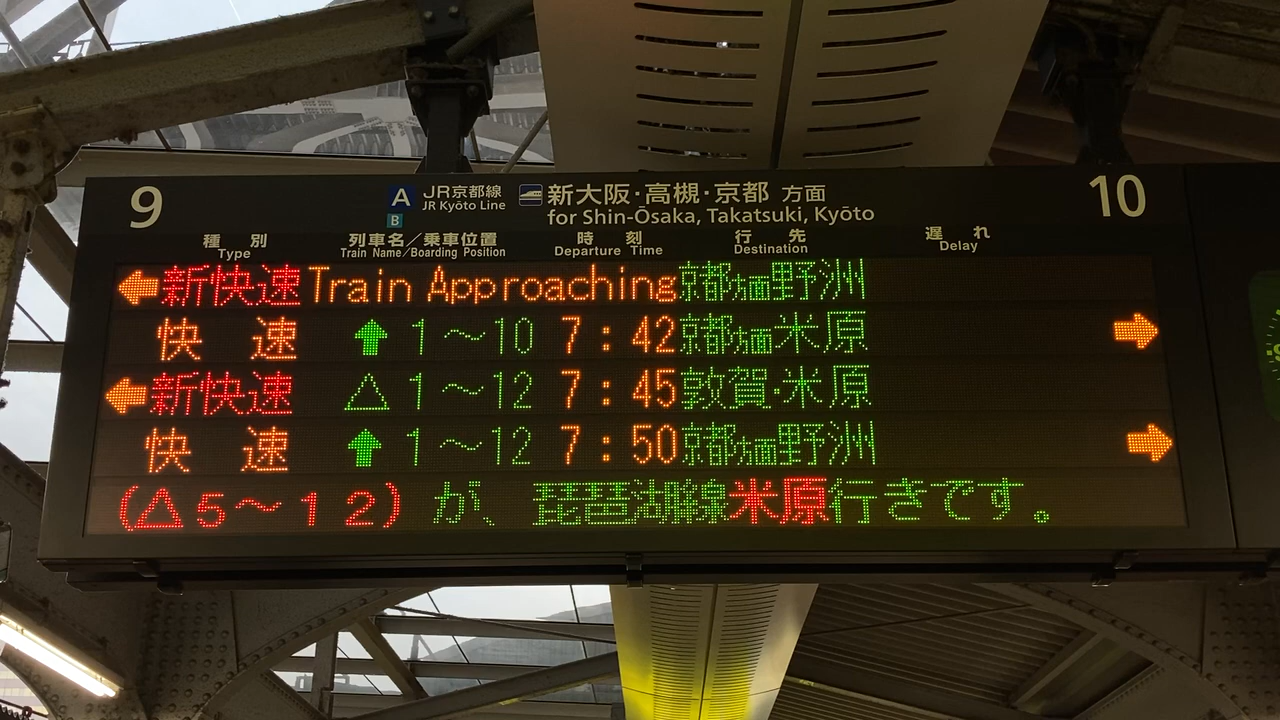 9 A JR京都線 新大阪・高槻・京都 方面 10
B JR Kyōto Line for Shin-Ōsaka, Takatsuki, Kyōto
種別 列車名/乗車位置 時刻 行先 遅れ
Type Train Name/Boarding Position Departure Time Destination Delay
←新快速 Train Approaching 京都方面野洲
快速 ↑ 1〜10 7:42 京都方面米原 →
←新快速 △ 1〜12 7:45 敦賀・米原
快速 ↑ 1〜12 7:50 京都方面野洲 →
(△5〜12)が、琵琶湖線米原行きです。